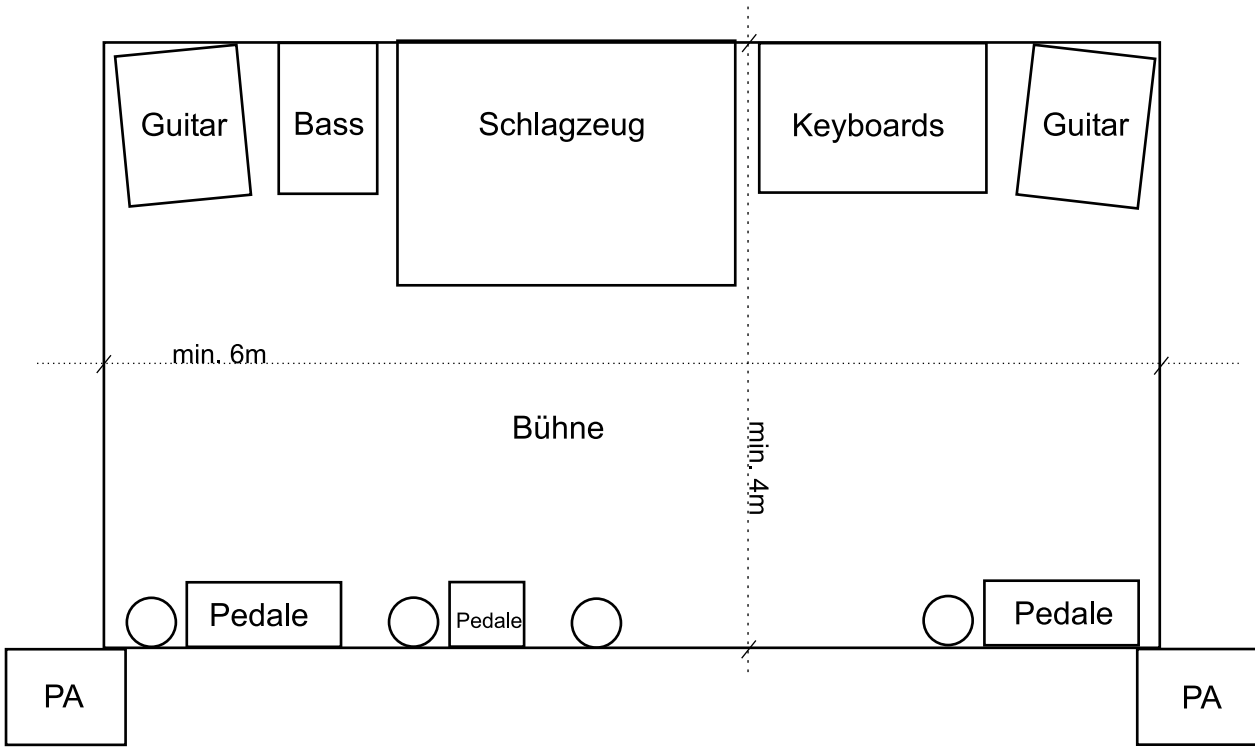 Guitar
Bass
Schlagzeug
Keyboards
Guitar
min. 6m
Bühne
min. 4m
Pedale
Pedale
Pedale
PA
PA